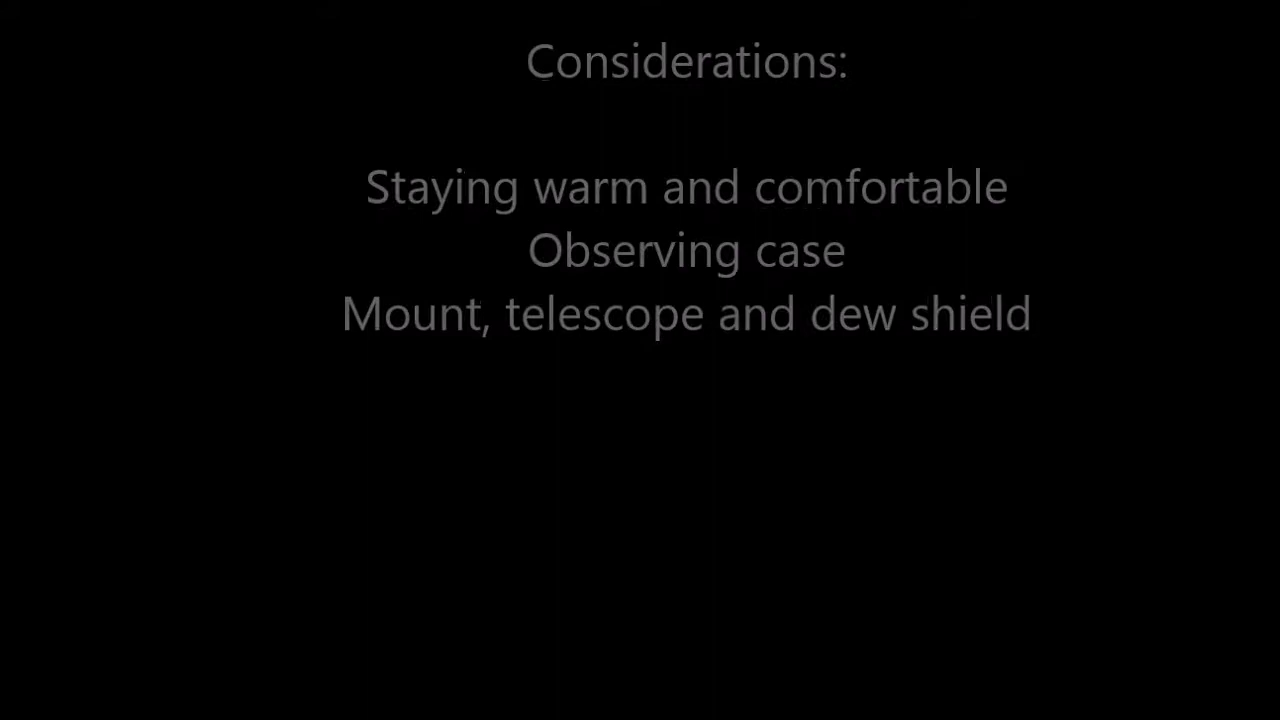 Considerations:
Staying warm and comfortable
Observing case
Mount, telescope and dew shield